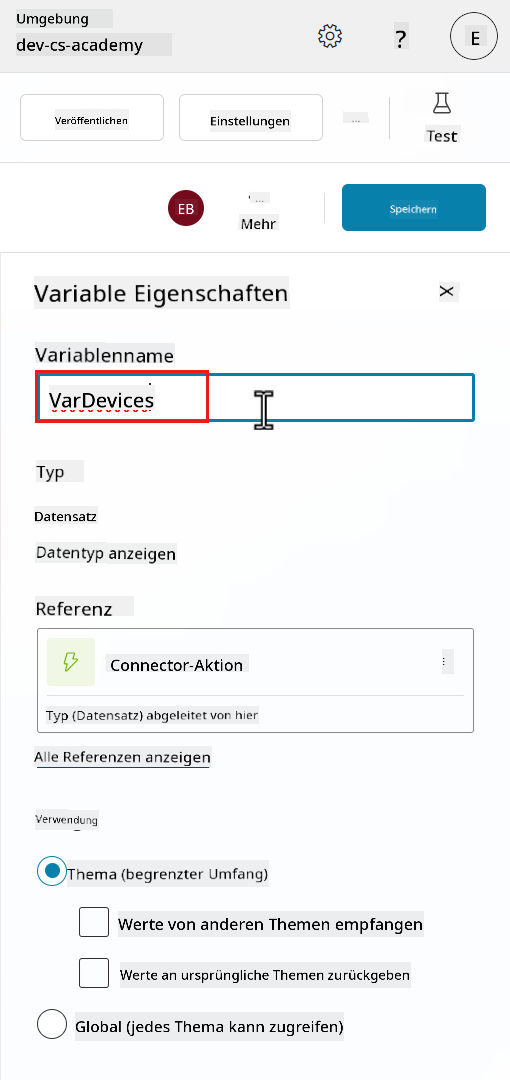 Umgebung
dev-cs-academy
?
E
Veröffentlichen
Einstellungen
...
Test
EB
...
Mehr
Speichern
Variable Eigenschaften
Variablenname
VarDevices
Typ
Datensatz
Datentyp anzeigen
Referenz
Connector-Aktion
Typ (Datensatz) abgeleitet von hier
Alle Referenzen anzeigen
Verwendung
Thema (begrenzter Umfang)
Werte von anderen Themen empfangen
Werte an ursprüngliche Themen zurückgeben
Global (jedes Thema kann zugreifen)